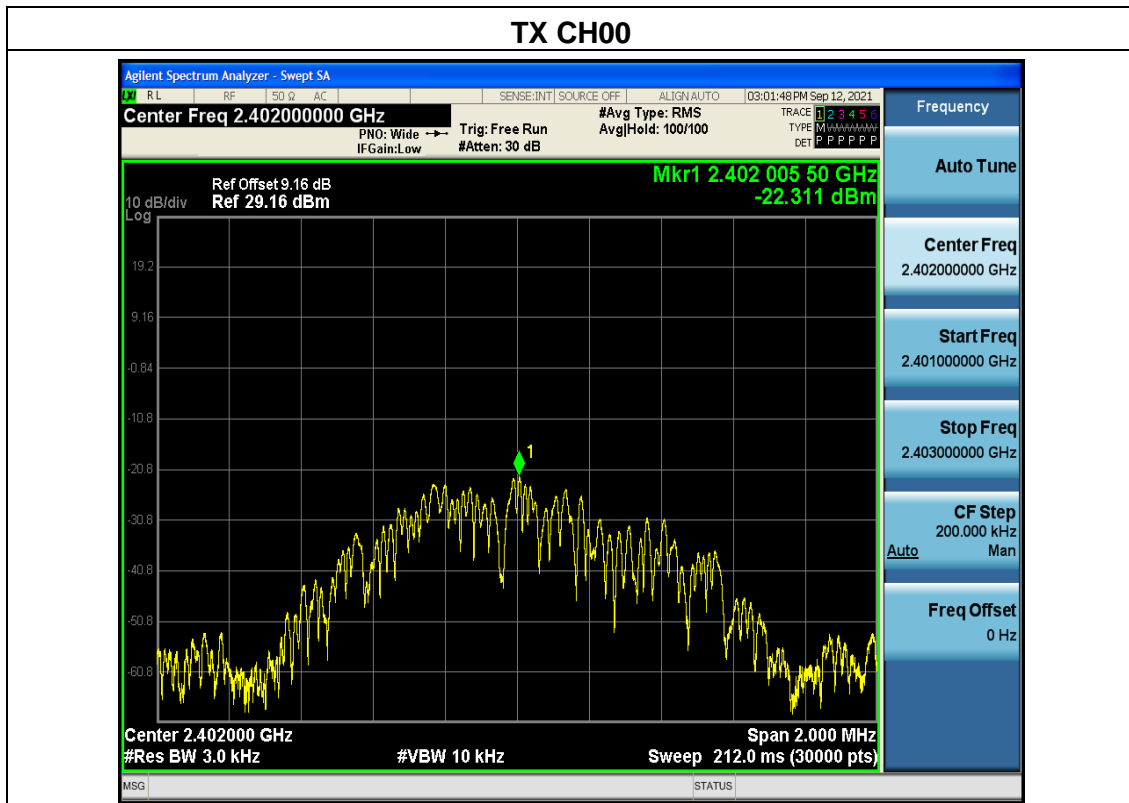 TX CH00
Agilent Spectrum Analyzer - Swept SA
LXI RL RF 50 Ω AC SENSE:INT SOURCE OFF ALIGN AUTO 03:01:48 PM Sep 12, 2021
Center Freq 2.402000000 GHz
PNO: Wide
IFGain:Low
Trig: Free Run
#Atten: 30 dB
#Avg Type: RMS
Avg|Hold: 100/100
TRACE 1 2 3 4 5 6
TYPE M WWWWW
DET P P P P P P
Mkr1 2.402 005 50 GHz
-22.311 dBm
Ref Offset 9.16 dB
10 dB/div Ref 29.16 dBm
Log
19.2
9.16
-0.84
-10.8
-20.8
-30.8
-40.8
-50.8
-60.8
1
Center 2.402000 GHz
Span 2.000 MHz
#Res BW 3.0 kHz
#VBW 10 kHz
Sweep 212.0 ms (30000 pts)
MSG
STATUS
Frequency
Auto Tune
Center Freq
2.402000000 GHz
Start Freq
2.401000000 GHz
Stop Freq
2.403000000 GHz
CF Step
200.000 kHz
Auto Man
Freq Offset
0 Hz